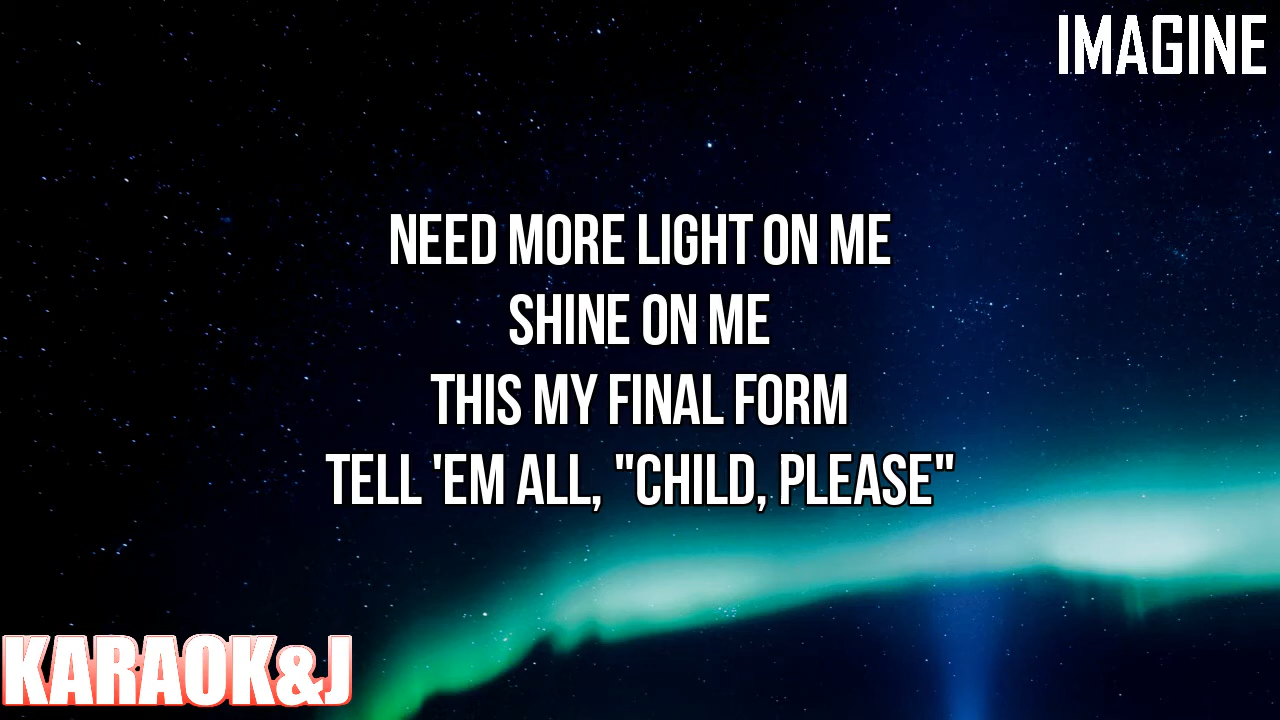 IMAGINE
NEED MORE LIGHT ON ME
SHINE ON ME
THIS MY FINAL FORM
TELL 'EM ALL, "CHILD, PLEASE"
KARAOK&J